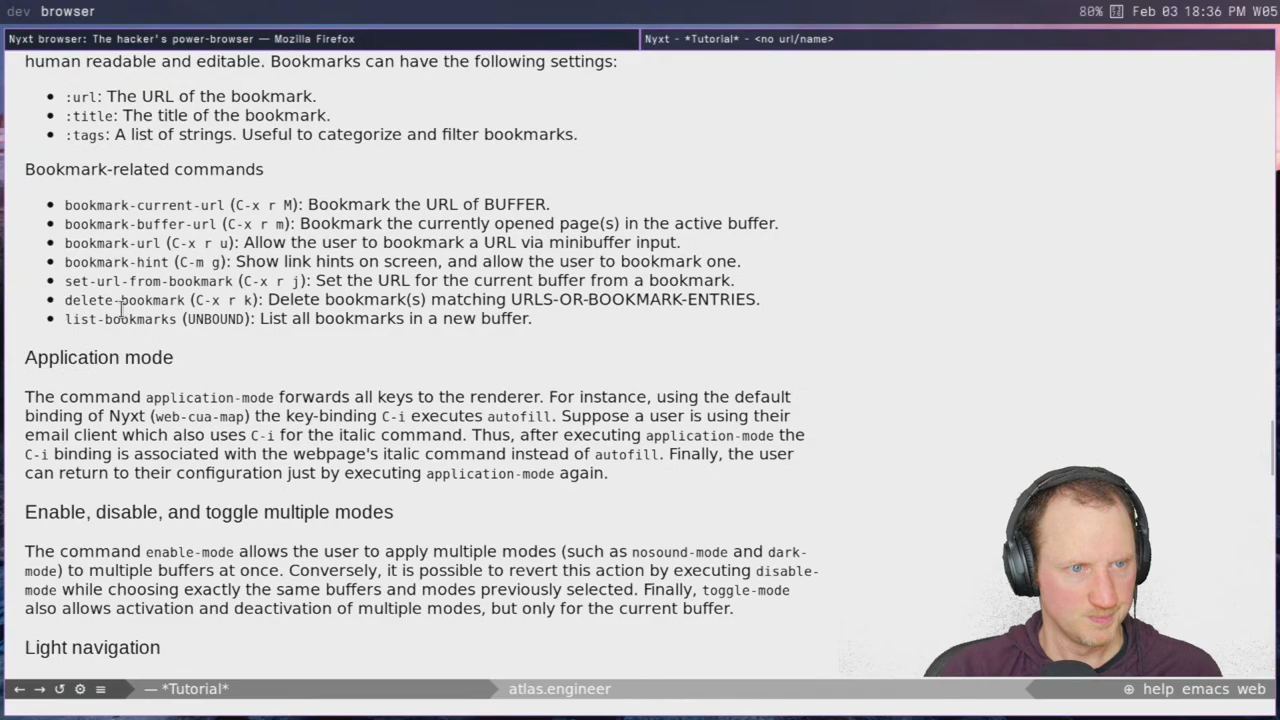 dev browser
80% Feb 03 18:36 PM W05
Nyxt browser: The hacker's power-browser — Mozilla Firefox
Nyxt - *Tutorial* - <no url/name>
human readable and editable. Bookmarks can have the following settings:
:url: The URL of the bookmark.
:title: The title of the bookmark.
:tags: A list of strings. Useful to categorize and filter bookmarks.
Bookmark-related commands
bookmark-current-url (C-x r M): Bookmark the URL of BUFFER.
bookmark-buffer-url (C-x r m): Bookmark the currently opened page(s) in the active buffer.
bookmark-url (C-x r u): Allow the user to bookmark a URL via minibuffer input.
bookmark-hint (C-m g): Show link hints on screen, and allow the user to bookmark one.
set-url-from-bookmark (C-x r j): Set the URL for the current buffer from a bookmark.
delete-bookmark (C-x r k): Delete bookmark(s) matching URLS-OR-BOOKMARK-ENTRIES.
list-bookmarks (UNBOUND): List all bookmarks in a new buffer.
Application mode
The command application-mode forwards all keys to the renderer. For instance, using the default
binding of Nyxt (web-cua-map) the key-binding C-i executes autofill. Suppose a user is using their
email client which also uses C-i for the italic command. Thus, after executing application-mode the
C-i binding is associated with the webpage's italic command instead of autofill. Finally, the user
can return to their configuration just by executing application-mode again.
Enable, disable, and toggle multiple modes
The command enable-mode allows the user to apply multiple modes (such as nosound-mode and dark-
mode) to multiple buffers at once. Conversely, it is possible to revert this action by executing disable-
mode while choosing exactly the same buffers and modes previously selected. Finally, toggle-mode
also allows activation and deactivation of multiple modes, but only for the current buffer.
Light navigation
— *Tutorial*
atlas.engineer
help emacs web